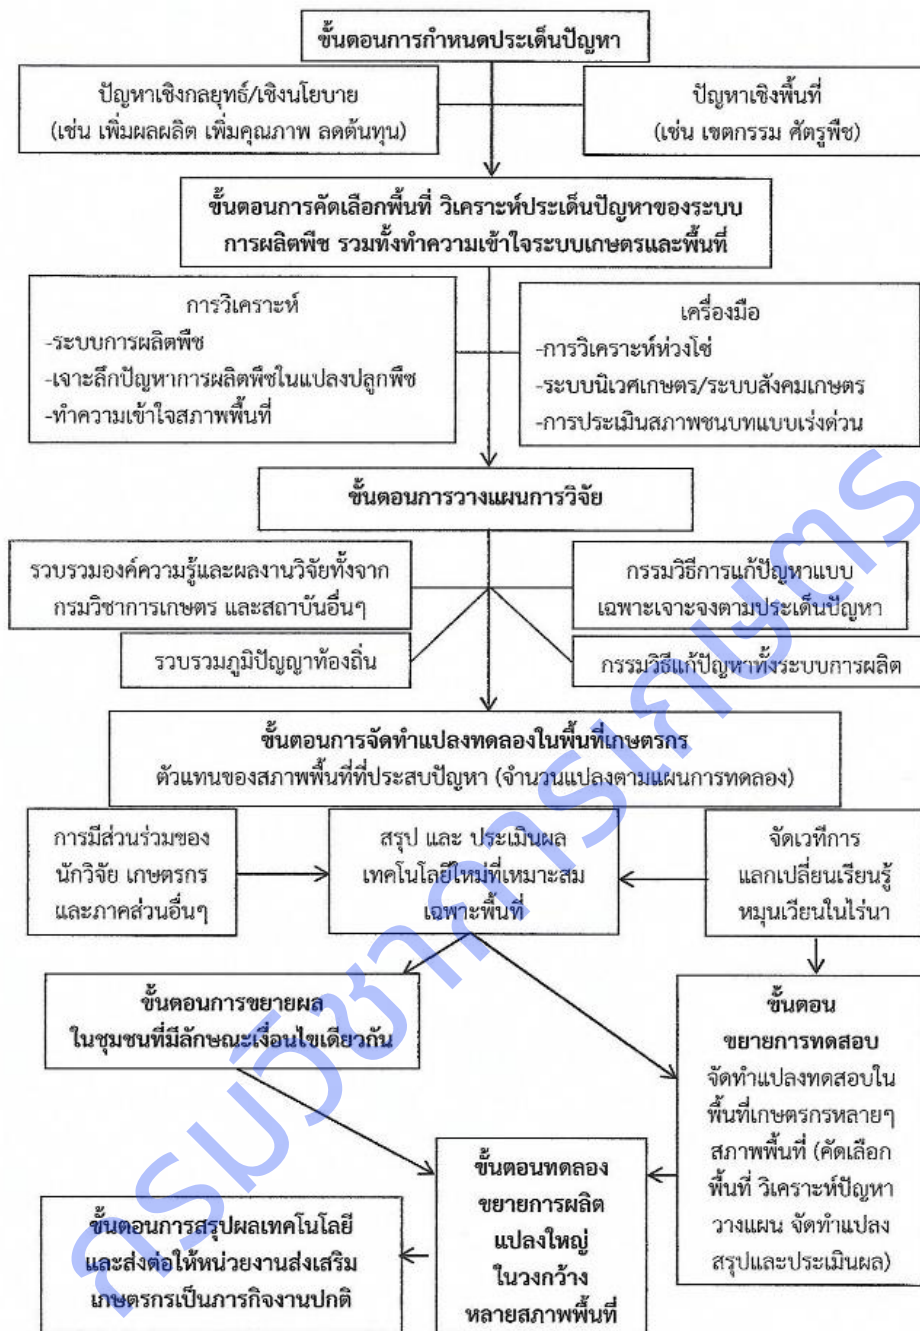 ขั้นตอนการกำหนดประเด็นปัญหา
ปัญหาเชิงกลยุทธ์/เชิงนโยบาย
(เช่น เพิ่มผลผลิต เพิ่มคุณภาพ ลดต้นทุน)
ปัญหาเชิงพื้นที่
(เช่น เขตกรรม ศัตรูพืช)
ขั้นตอนการคัดเลือกพื้นที่ วิเคราะห์ประเด็นปัญหาของระบบ
การผลิตพืช รวมทั้งทำความเข้าใจระบบเกษตรและพื้นที่
การวิเคราะห์
-ระบบการผลิตพืช
-เจาะลึกปัญหาการผลิตพืชในแปลงปลูกพืช
-ทำความเข้าใจสภาพพื้นที่
เครื่องมือ
-การวิเคราะห์ห่วงโซ่
-ระบบนิเวศเกษตร/ระบบสังคมเกษตร
-การประเมินสภาพชนบทแบบเร่งด่วน
ขั้นตอนการวางแผนการวิจัย
รวบรวมองค์ความรู้และผลงานวิจัยทั้งจาก
กรมวิชาการเกษตร และสถาบันอื่นๆ
กรรมวิธีการแก้ปัญหาแบบ
เฉพาะเจาะจงตามประเด็นปัญหา
รวบรวมภูมิปัญญาท้องถิ่น
กรรมวิธีแก้ปัญหาทั้งระบบการผลิต
ขั้นตอนการจัดทำแปลงทดลองในพื้นที่เกษตรกร
ตัวแทนของสภาพพื้นที่ที่ประสบปัญหา (จำนวนแปลงตามแผนการทดลอง)
การมีส่วนร่วมของ
นักวิจัย เกษตรกร
และภาคส่วนอื่นๆ
สรุป และ ประเมินผล
เทคโนโลยีใหม่ที่เหมาะสม
เฉพาะพื้นที่
จัดเวทีการ
แลกเปลี่ยนเรียนรู้
หมุนเวียนในไร่นา
ขั้นตอนการขยายผล
ในชุมชนที่มีลักษณะเงื่อนไขเดียวกัน
ขั้นตอน
ขยายการทดสอบ
จัดทำแปลงทดสอบใน
พื้นที่เกษตรกรหลายๆ
สภาพพื้นที่ (คัดเลือก
พื้นที่ วิเคราะห์ปัญหา
วางแผน จัดทำแปลง
สรุปและประเมินผล)
ขั้นตอนทดลอง
ขยายการผลิต
แปลงใหญ่
ในวงกว้าง
หลายสภาพพื้นที่
ขั้นตอนการสรุปผลเทคโนโลยี
และส่งต่อให้หน่วยงานส่งเสริม
เกษตรกรเป็นภารกิจงานปกติ
กรมวิชาการเกษตร